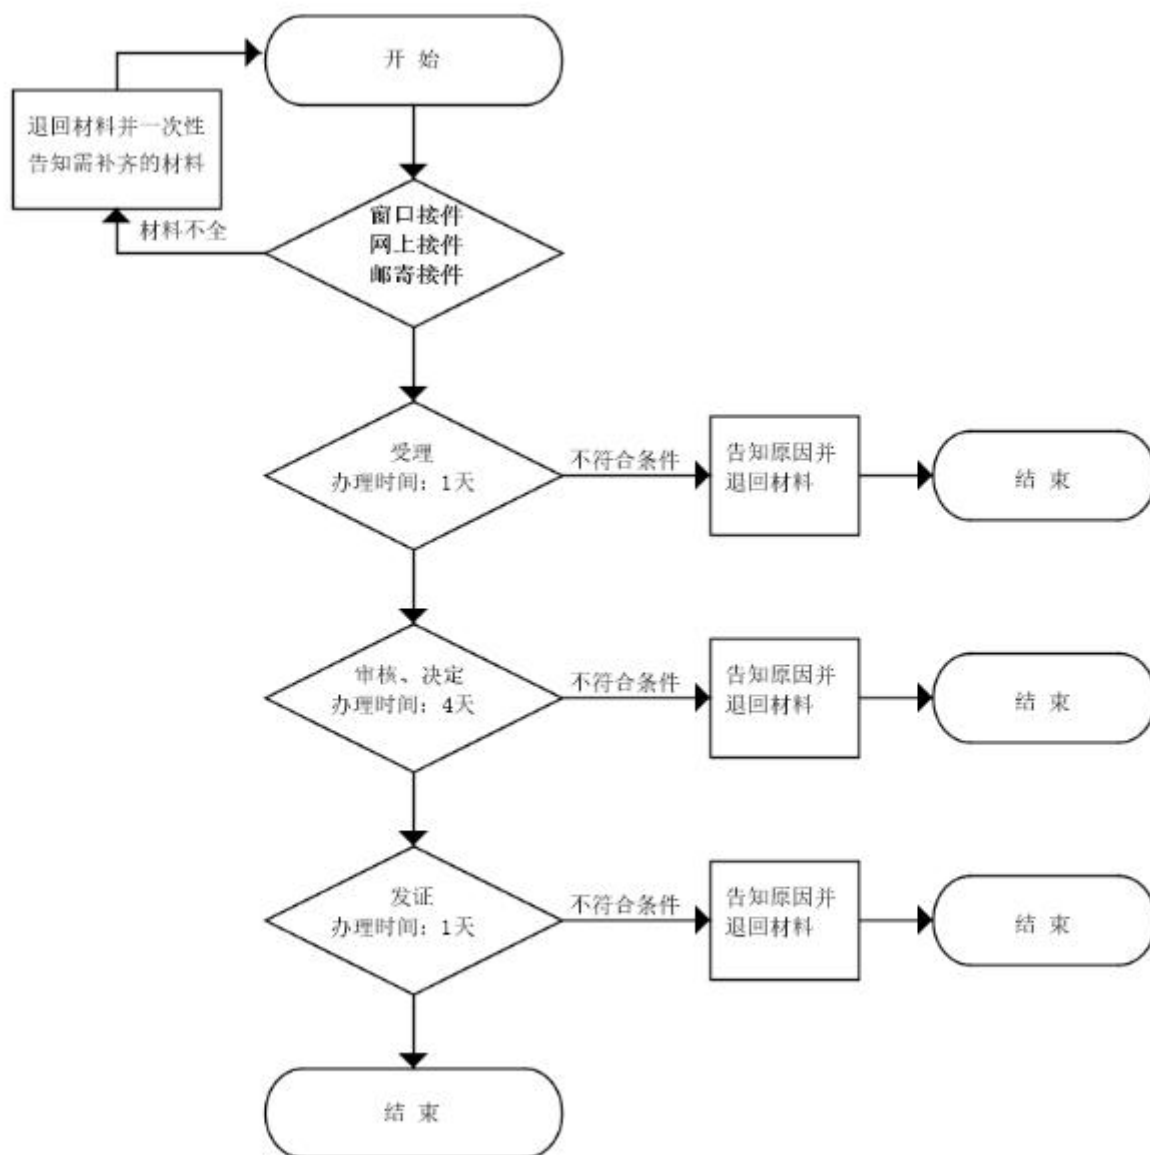 开 始
退回材料并一次性
告知需补齐的材料
材料不全
窗口接件
网上接件
邮寄接件
受理
办理时间：1天
不符合条件
告知原因并
退回材料
结 束
审核、决定
办理时间：4天
不符合条件
告知原因并
退回材料
结 束
发证
办理时间：1天
不符合条件
告知原因并
退回材料
结 束
结 束